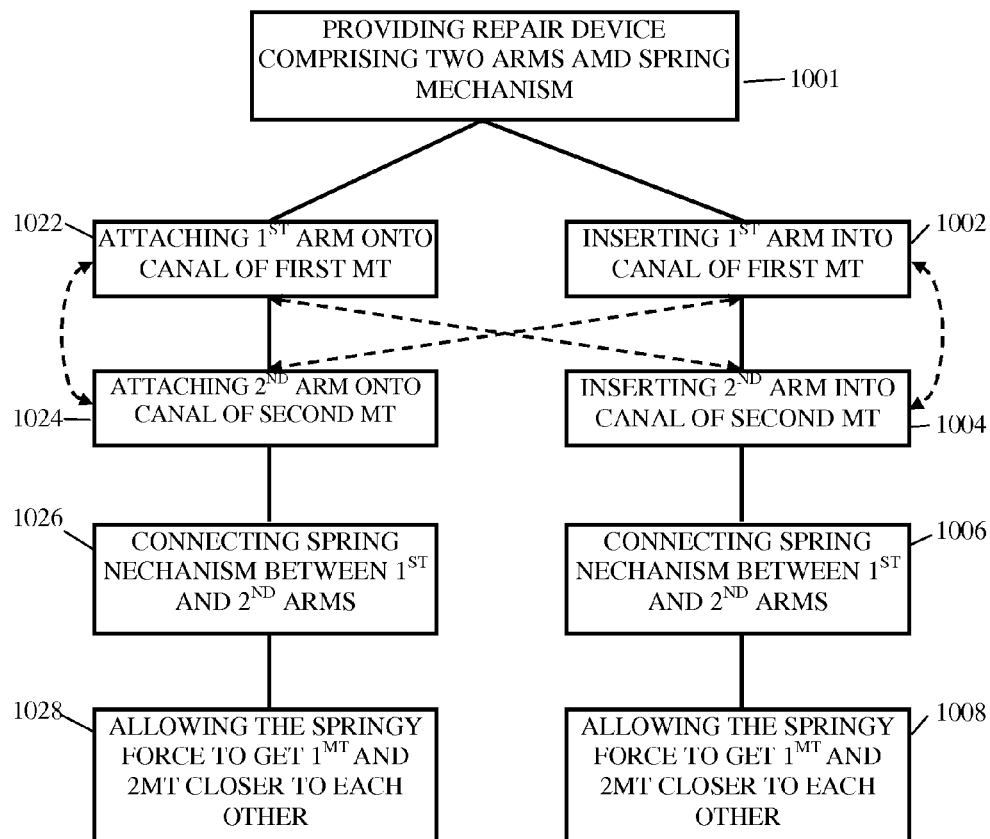 PROVIDING REPAIR DEVICE
COMPRISING TWO ARMS AMD SPRING
MECHANISM
1001
1022
ATTACHING 1ST ARM ONTO
CANAL OF FIRST MT
INSERTING 1ST ARM INTO
CANAL OF FIRST MT
1002
ATTACHING 2ND ARM ONTO
CANAL OF SECOND MT
1024
INSERTING 2ND ARM INTO
CANAL OF SECOND MT
1004
1026
CONNECTING SPRING
NECHANISM BETWEEN 1ST
AND 2ND ARMS
CONNECTING SPRING
NECHANISM BETWEEN 1ST
AND 2ND ARMS
1006
1028
ALLOWING THE SPRINGY
FORCE TO GET 1MT AND
2MT CLOSER TO EACH
OTHER
ALLOWING THE SPRINGY
FORCE TO GET 1MT AND
2MT CLOSER TO EACH
OTHER
1008